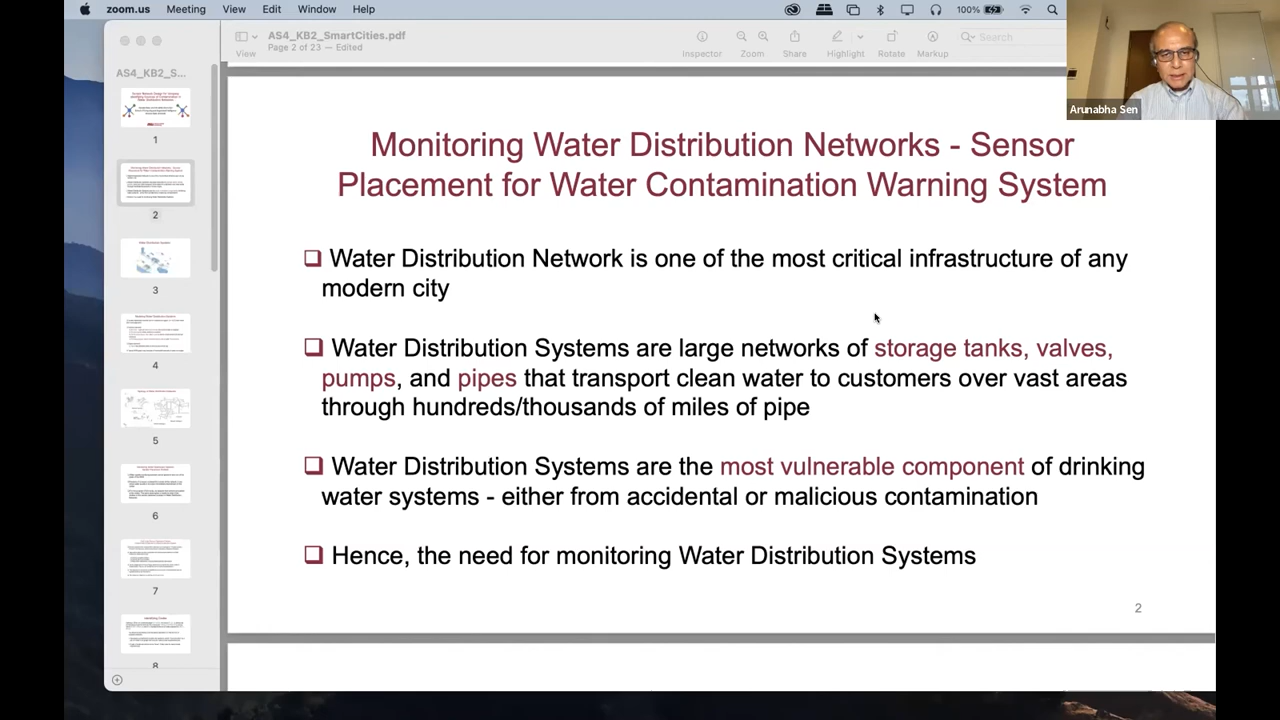 zoom.us Meeting View Edit Window Help 100%
AS4_KB2_SmartCities.pdf
Page 2 of 23 — Edited
View Inspector Zoom Share Highlight Rotate Markup Search
AS4_KB2_S...
1
2
3
4
5
6
7
8
Arunabha Sen
Monitoring Water Distribution Networks - Sensor
Placement for Water Contamination Warning System
Water Distribution Network is one of the most critical infrastructure of any
modern city
Water Distribution Systems are large networks of storage tanks, valves,
pumps, and pipes that transport clean water to customers over vast areas
through hundreds/thousands of miles of pipe
Water Distribution Systems are the most vulnerable component of drinking
water systems - either from accidental or malicious contamination
Hence, the need for monitoring Water Distribution Systems
2